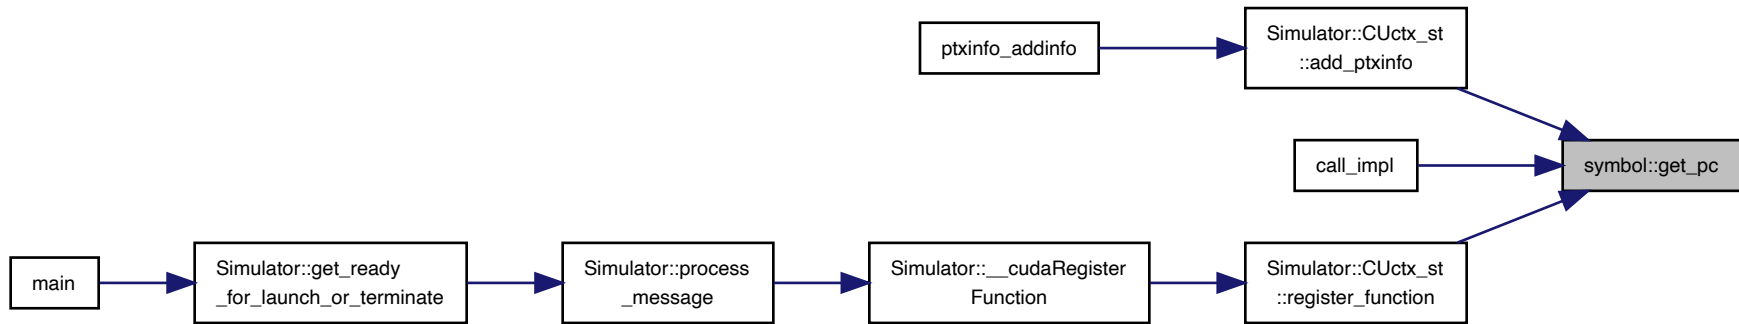 ptxinfo_addinfo
Simulator::CUctx_st
::add_ptxinfo
call_impl
symbol::get_pc
main
Simulator::get_ready
_for_launch_or_terminate
Simulator::process
_message
Simulator::__cudaRegister
Function
Simulator::CUctx_st
::register_function